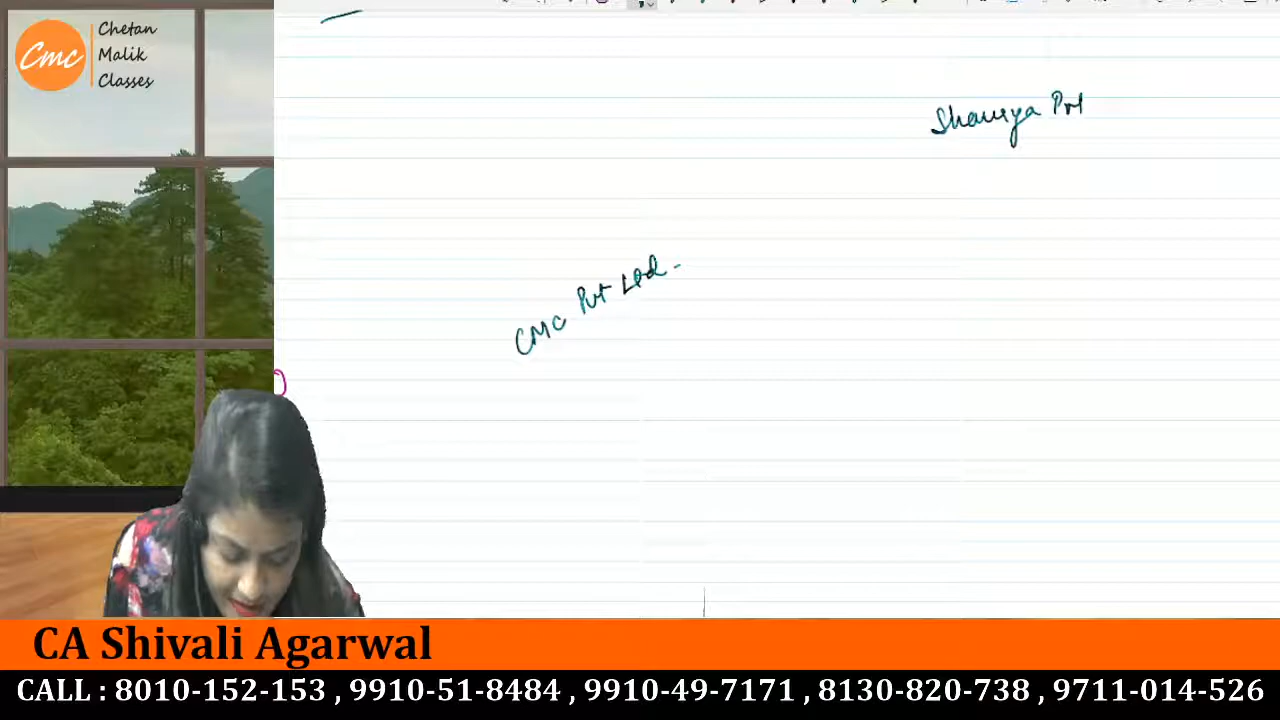 Cmc
Chetan
Malik
Classes
Pvt
CMC Pvt Ltd.
CA Shivali Agarwal
CALL : 8010-152-153 , 9910-51-8484 , 9910-49-7171 , 8130-820-738 , 9711-014-526